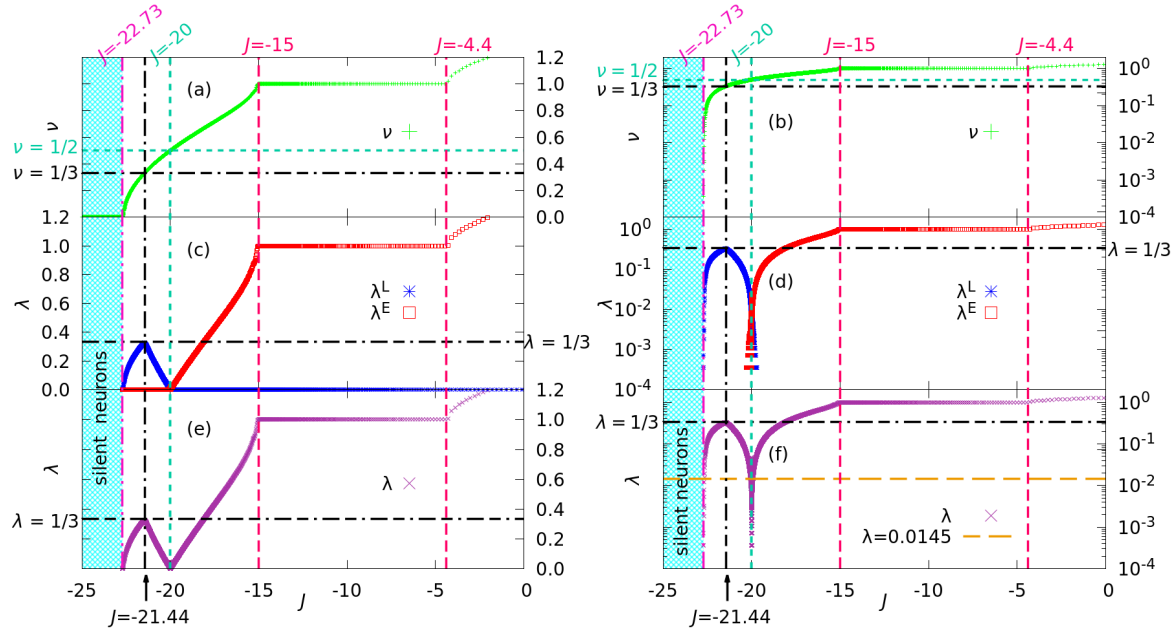 J=-22.73
J=-20
J=-15
J=-4.4
(a)
ν
ν
ν = 1/2
ν = 1/3
1.2
1.0
0.8
0.6
0.4
0.2
0.0
1.2
1.0
0.8
0.6
0.4
0.2
0.0
(c)
λ
λL
λE
λ = 1/3
1.2
1.0
0.8
0.6
0.4
0.2
0.0
(e)
λ
λ
λ = 1/3
silent neurons
-25
-20
-15
-10
-5
0
J
J=-21.44
J=-22.73
J=-20
J=-15
J=-4.4
ν = 1/2
ν = 1/3
ν
(b)
ν
10^0
10^-1
10^-2
10^-3
10^-4
10^0
10^-1
10^-2
10^-3
10^-4
(d)
λ
λL
λE
λ = 1/3
10^0
10^-1
10^-2
10^-3
10^-4
(f)
λ
λ = 1/3
λ
λ=0.0145
silent neurons
-25
-20
-15
-10
-5
0
J
J=-21.44